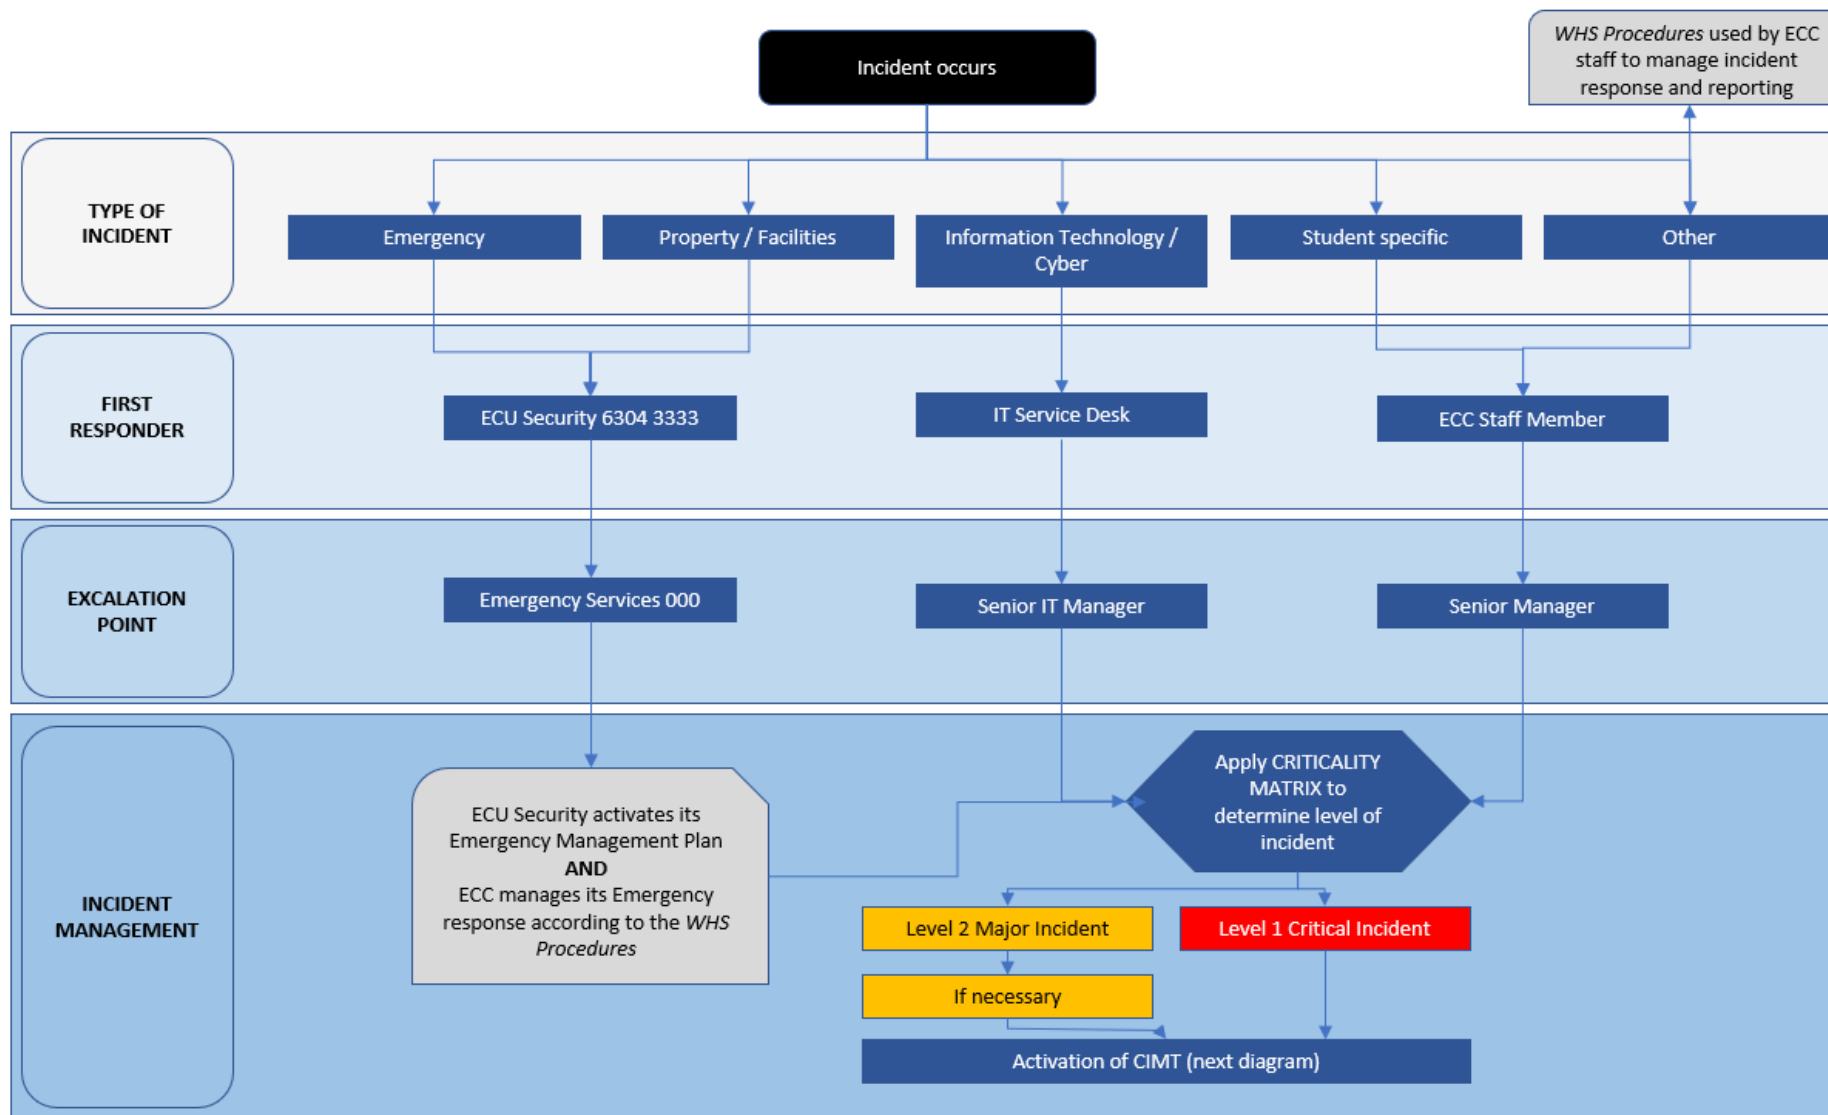 Incident occurs
WHS Procedures used by ECC
staff to manage incident
response and reporting
TYPE OF
INCIDENT
Emergency
Property / Facilities
Information Technology /
Cyber
Student specific
Other
FIRST
RESPONDER
ECU Security 6304 3333
IT Service Desk
ECC Staff Member
EXCALATION
POINT
Emergency Services 000
Senior IT Manager
Senior Manager
INCIDENT
MANAGEMENT
ECU Security activates its
Emergency Management Plan
AND
ECC manages its Emergency
response according to the WHS
Procedures
Apply CRITICALITY
MATRIX to
determine level of
incident
Level 2 Major Incident
Level 1 Critical Incident
If necessary
Activation of CIMT (next diagram)